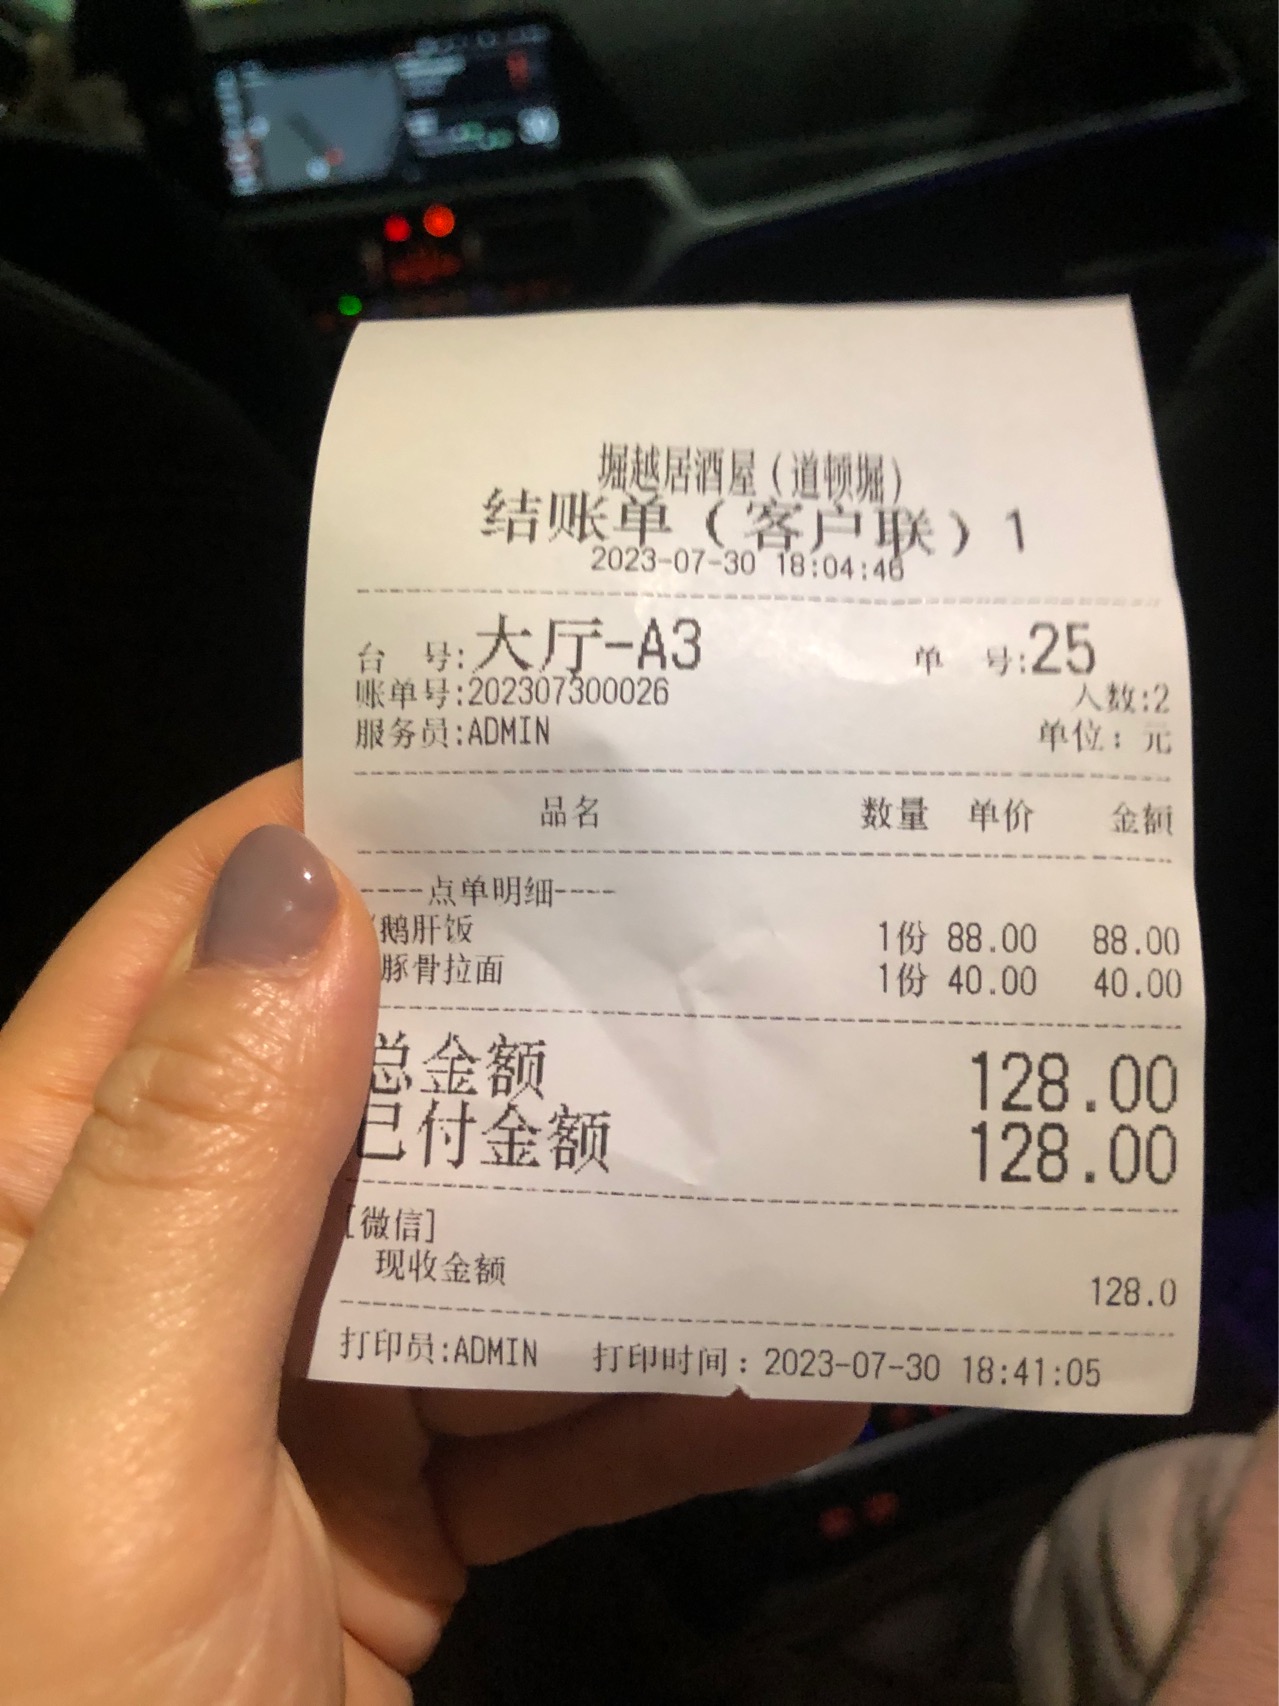 堀越居酒屋（道顿堀）
结账单（客户联）1
2023-07-30 18:04:46
台 号:大厅-A3 单 号:25
账单号:202307300026 人数:2
服务员:ADMIN 单位：元
品名 数量 单价 金额
----点单明细----
鹅肝饭 1份 88.00 88.00
豚骨拉面 1份 40.00 40.00
总金额 128.00
已付金额 128.00
[微信]
现收金额 128.0
打印员:ADMIN 打印时间：2023-07-30 18:41:05